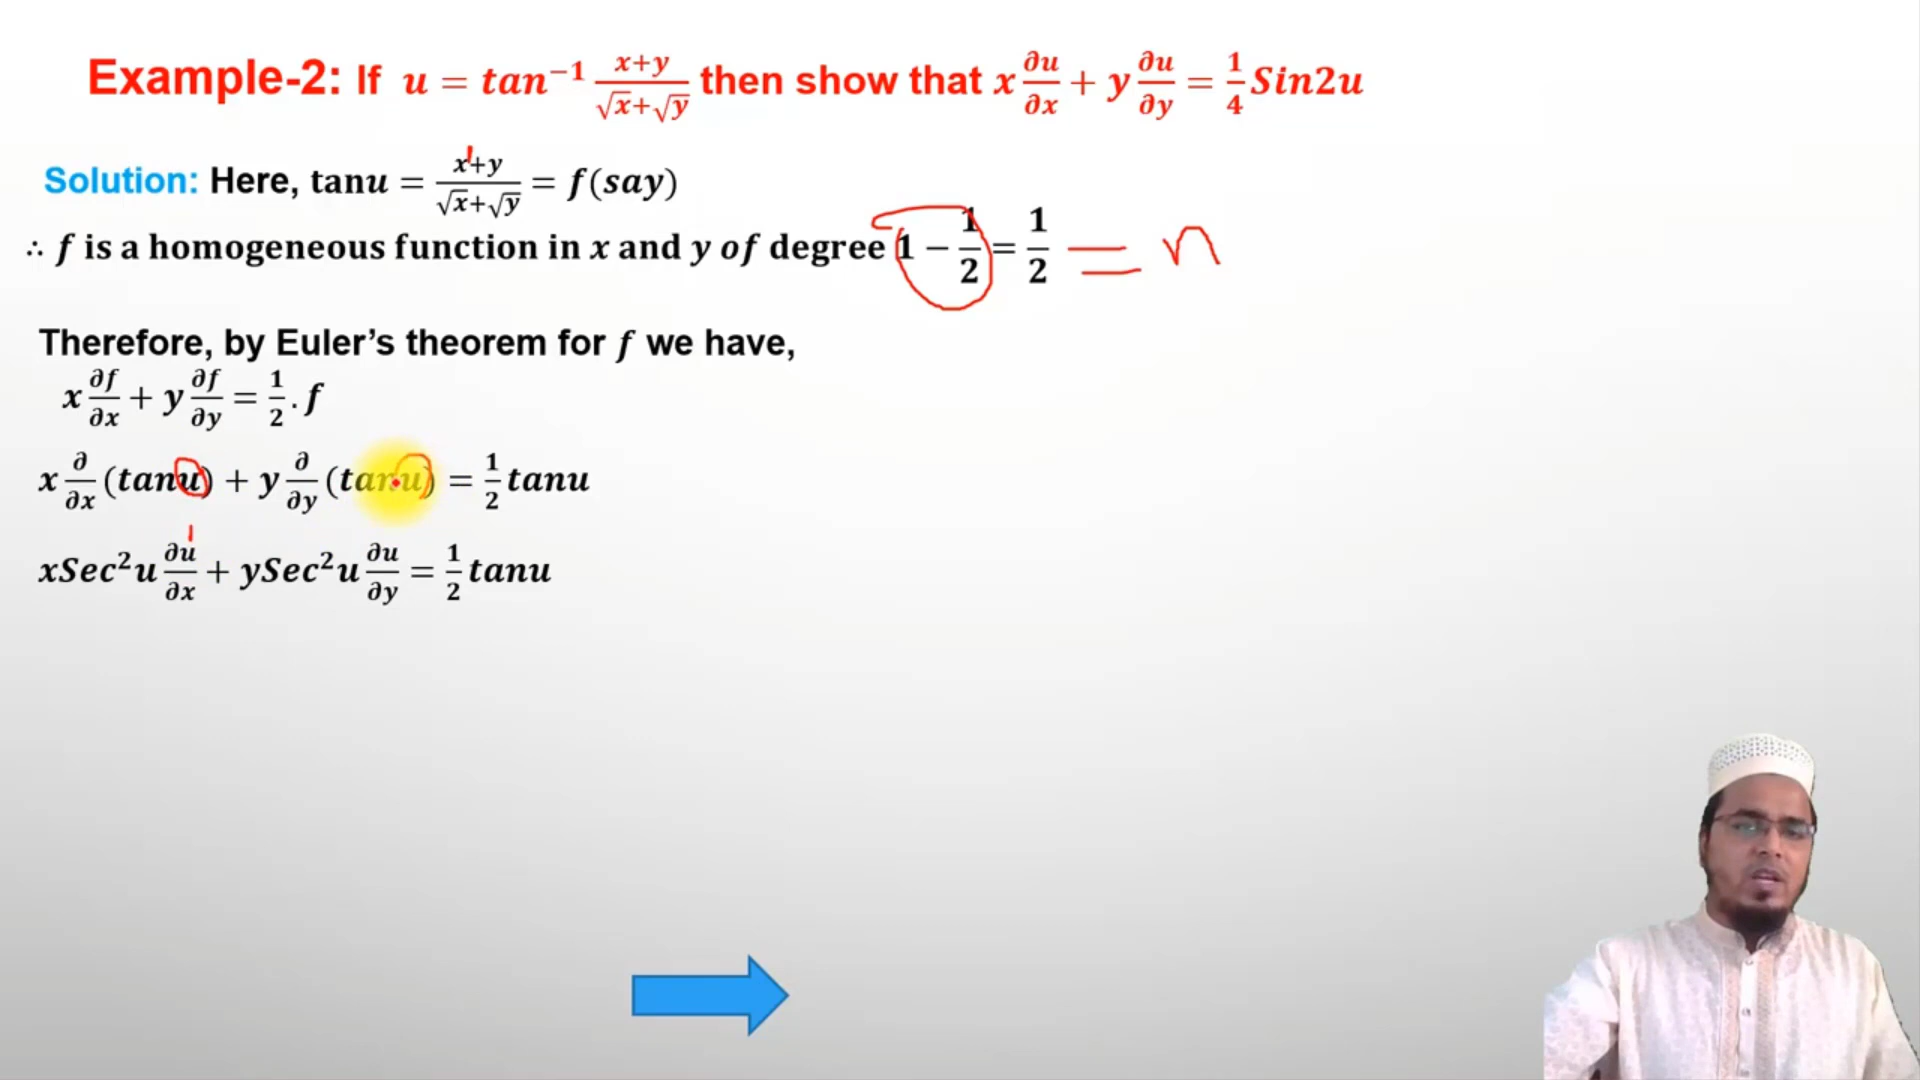 Example-2: If u = tan⁻¹ (x+y)/(√x+√y) then show that x ∂u/∂x + y ∂u/∂y = 1/4 Sin2u
Solution: Here, tanu = (x+y)/(√x+√y) = f(say)
∴ f is a homogeneous function in x and y of degree 1 − 1/2 = 1/2 = n
Therefore, by Euler’s theorem for f we have,
x ∂f/∂x + y ∂f/∂y = 1/2 . f
x ∂/∂x (tanu) + y ∂/∂y (tanu) = 1/2 tanu
xSec²u ∂u/∂x + ySec²u ∂u/∂y = 1/2 tanu